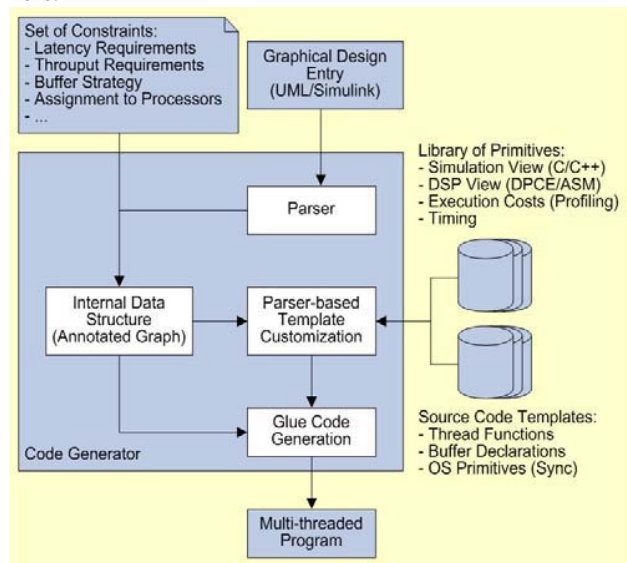 Set of Constraints:
- Latency Requirements
- Throuput Requirements
- Buffer Strategy
- Assignment to Processors
- ...
Graphical Design
Entry
(UML/Simulink)
Library of Primitives:
- Simulation View (C/C++)
- DSP View (DPCE/ASM)
- Execution Costs (Profiling)
- Timing
Parser
Internal Data
Structure
(Annotated Graph)
Parser-based
Template
Customization
Glue Code
Generation
Code Generator
Source Code Templates:
- Thread Functions
- Buffer Declarations
- OS Primitives (Sync)
Multi-threaded
Program